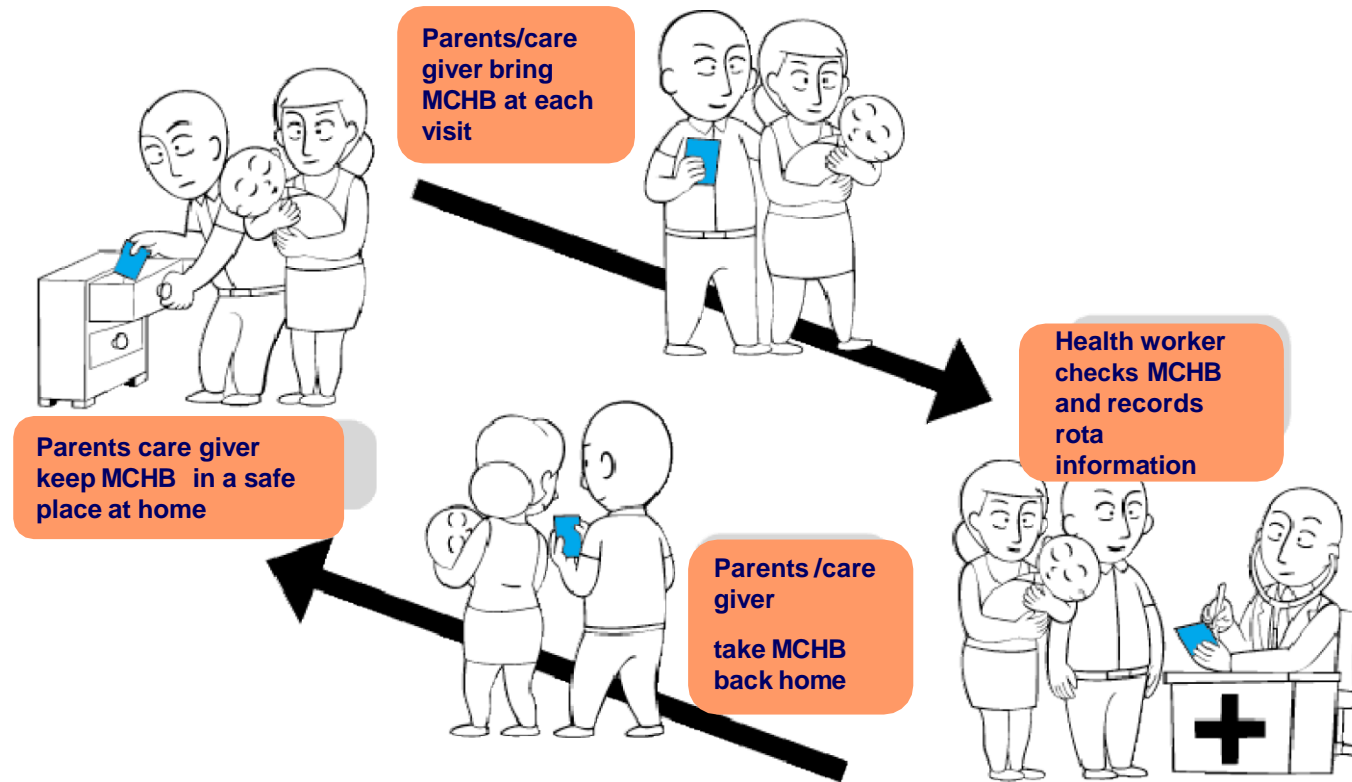 Parents/care
giver bring
MCHB at each
visit
Health worker
checks MCHB
and records
rota
information
Parents care giver
keep MCHB in a safe
place at home
Parents /care
giver
take MCHB
back home